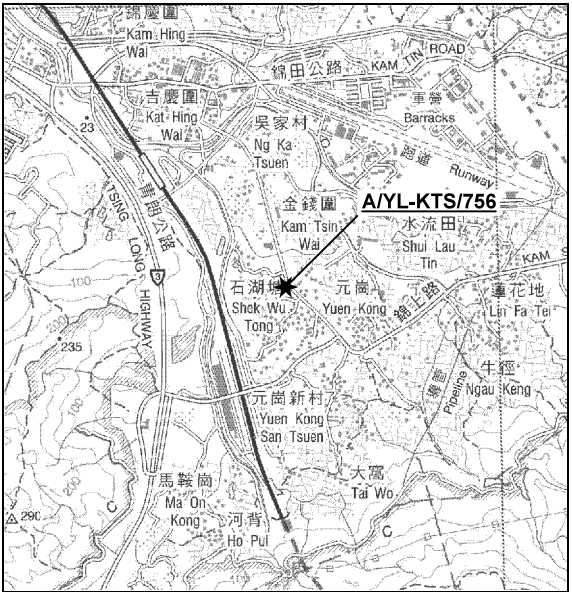 錦慶圍
Kam Hing
Wai
錦田公路
KAM TIN ROAD
吉慶圍
Kat Hing
Wai
23
吳家村
Ng Ka
Tsuen
軍營
Barracks
跑道
Runway
青朗公路
TSING LONG HIGHWAY
金錢圍
Kam Tsin
Wai
A/YL-KTS/756
水流田
Shui Lau
Tin
KAM
石湖塘
Shek Wu
Tong
元崗
Yuen Kong
錦上路
蓮花地
Lin Fa Tei
100
235
牛徑
Ngau Keng
Pipeline
元崗新村
Yuen Kong
San Tsuen
200
100
200
馬鞍崗
Ma On
Kong
河背
Ho Pui
大窩
Tai Wo
290
C
C